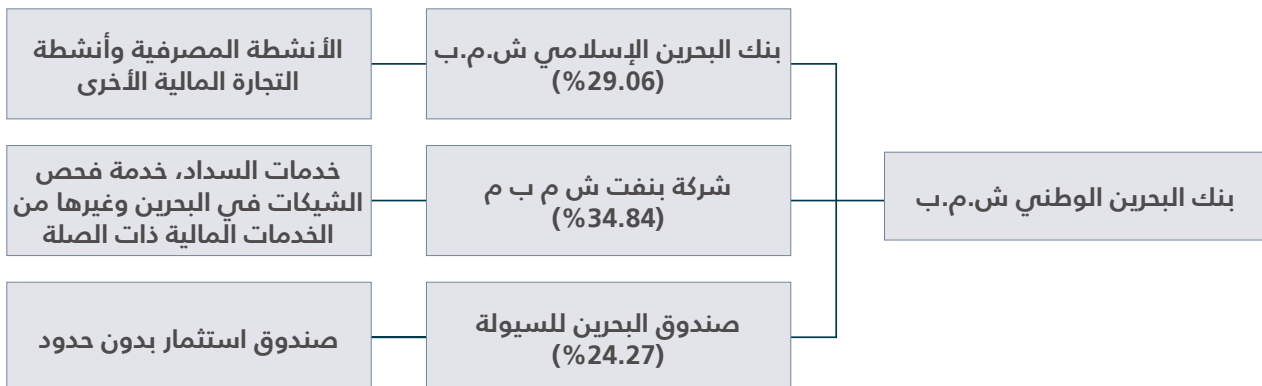 بنك البحرين الوطني ش.م.ب
بنك البحرين الإسلامي ش.م.ب
(%29.06)
الأنشطة المصرفية وأنشطة
التجارة المالية الأخرى
شركة بنفت ش م ب م
(%34.84)
خدمات السداد، خدمة فحص
الشيكات في البحرين وغيرها من
الخدمات المالية ذات الصلة
صندوق البحرين للسيولة
(%24.27)
صندوق استثمار بدون حدود